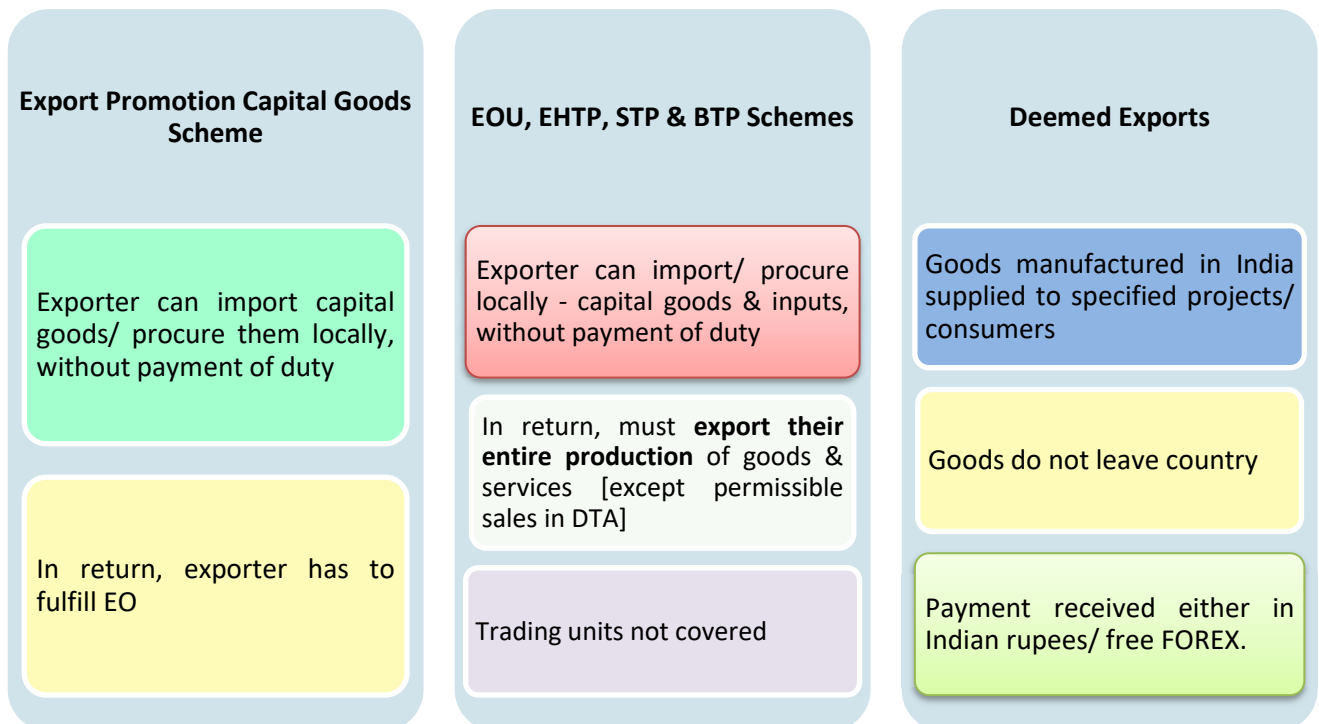 Export Promotion Capital Goods
Scheme
Exporter can import capital
goods/ procure them locally,
without payment of duty
In return, exporter has to
fulfill EO
EOU, EHTP, STP & BTP Schemes
Exporter can import/ procure
locally - capital goods & inputs,
without payment of duty
In return, must export their
entire production of goods &
services [except permissible
sales in DTA]
Trading units not covered
Deemed Exports
Goods manufactured in India
supplied to specified projects/
consumers
Goods do not leave country
Payment received either in
Indian rupees/ free FOREX.